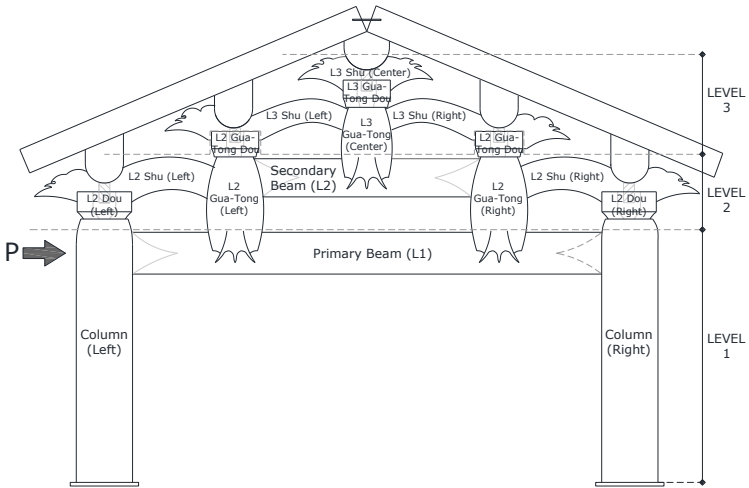 L3 Shu (Center)
L3 Gua-
Tong Dou
LEVEL
3
L3 Shu (Left)
L3
Gua-Tong
(Center)
L3 Shu (Right)
L2 Gua-
Tong Dou
L2 Gua-
Tong Dou
Secondary
Beam (L2)
L2 Shu (Left)
L2
Gua-Tong
(Left)
L2
Gua-Tong
(Right)
L2 Shu (Right)
L2 Dou
(Left)
L2 Dou
(Right)
LEVEL
2
P
Primary Beam (L1)
Column
(Left)
Column
(Right)
LEVEL
1